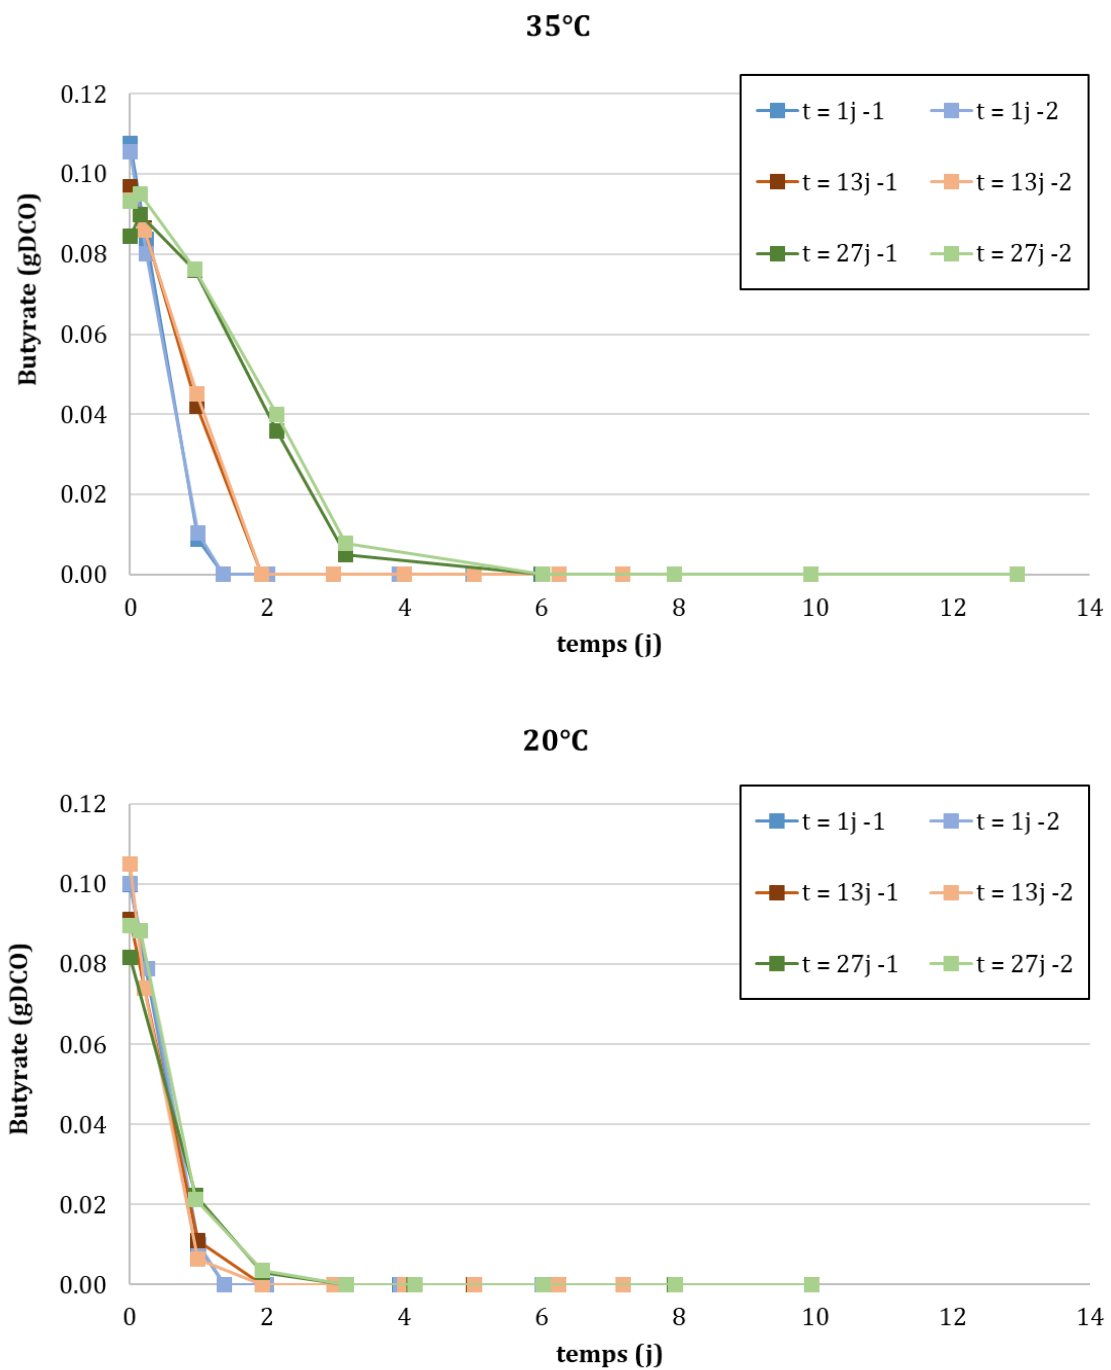 35°C
0.12
0.10
0.08
0.06
0.04
0.02
0.00
Butyrate (gDCO)
t = 1j -1 t = 1j -2
t = 13j -1 t = 13j -2
t = 27j -1 t = 27j -2
0 2 4 6 8 10 12 14
temps (j)
20°C
0.12
0.10
0.08
0.06
0.04
0.02
0.00
Butyrate (gDCO)
t = 1j -1 t = 1j -2
t = 13j -1 t = 13j -2
t = 27j -1 t = 27j -2
0 2 4 6 8 10 12 14
temps (j)